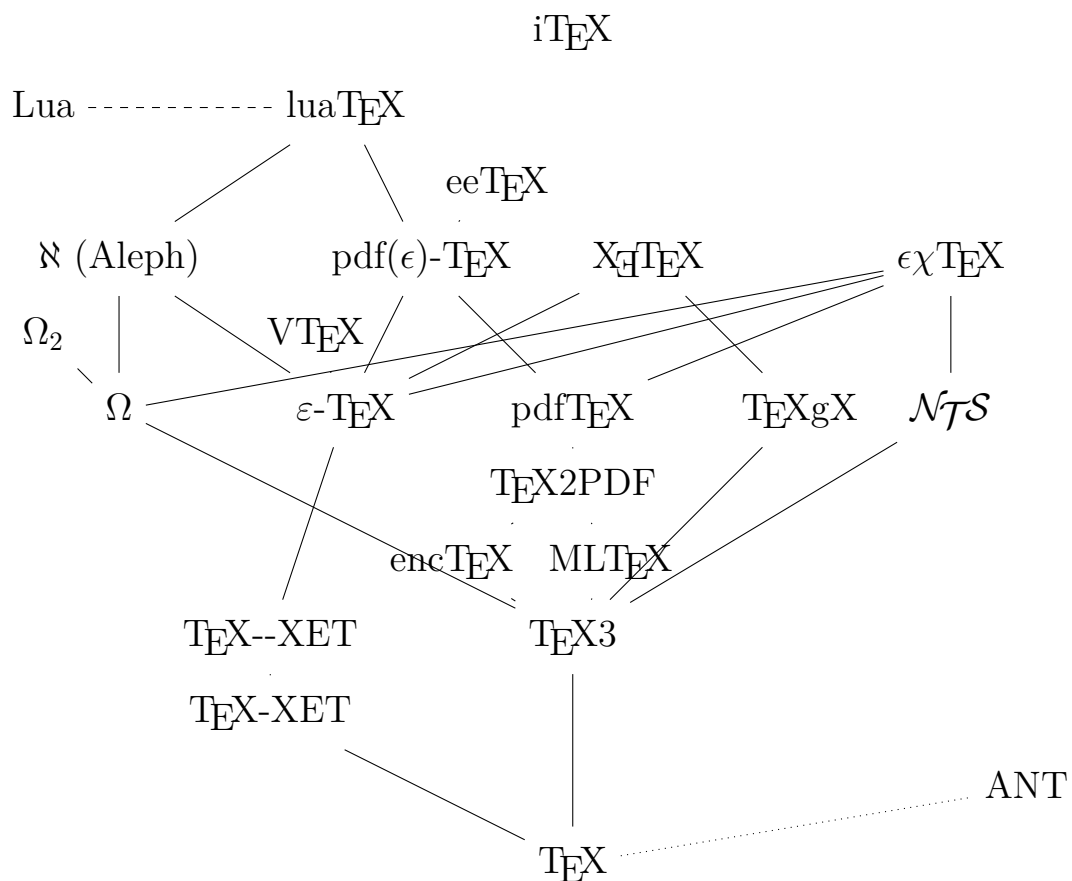 iTEX
Lua luaTEX
eeTEX
ℵ (Aleph) pdf(ϵ)-TEX XƎTEX ϵχTEX
Ω₂ VTEX
Ω ε-TEX pdfTEX TEXgX 𝒩𝒯𝒮
TEX2PDF
encTEX MLTEX
TEX--XET TEX3
TEX-XET
ANT
TEX